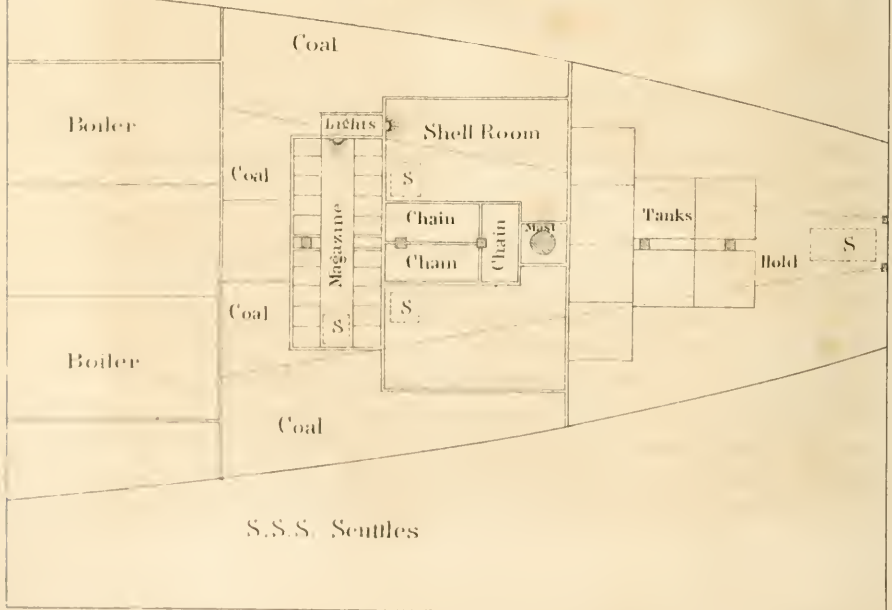 Coal
Boiler
Lights
Shell Room
Coal
S
Magazine
Chain
Chain
Chain
Mast
Tanks
S
Hold
Coal
S
S
Boiler
Coal
S.S.S. Scuttles